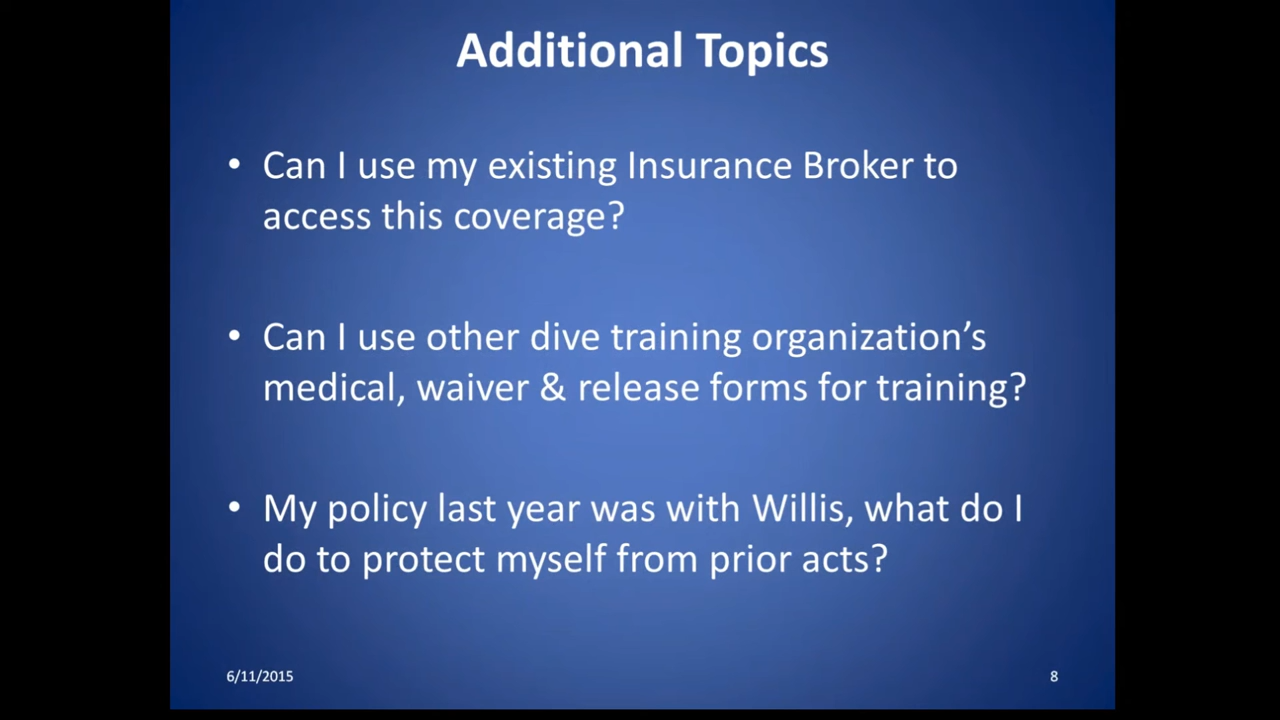 Additional Topics
• Can I use my existing Insurance Broker to
access this coverage?
• Can I use other dive training organization’s
medical, waiver & release forms for training?
• My policy last year was with Willis, what do I
do to protect myself from prior acts?
6/11/2015
8